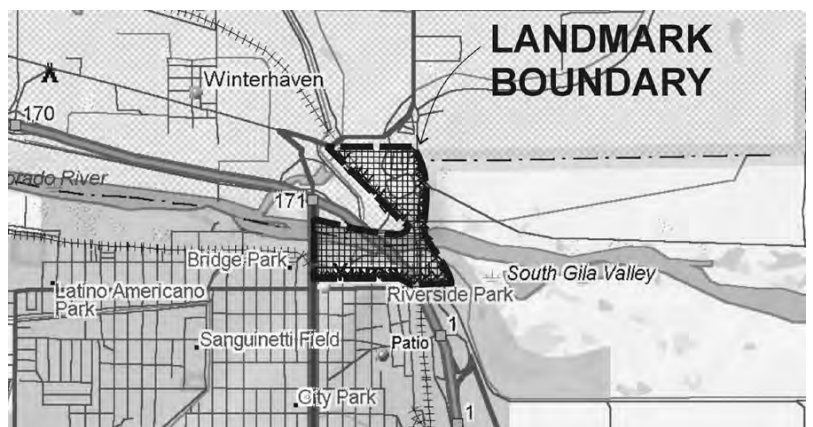 LANDMARK
BOUNDARY
Winterhaven
170
orado River
171
Bridge Park
South Gila Valley
Latino Americano
Park
Riverside Park
Sanguinetti Field
Patio
1
City Park
1